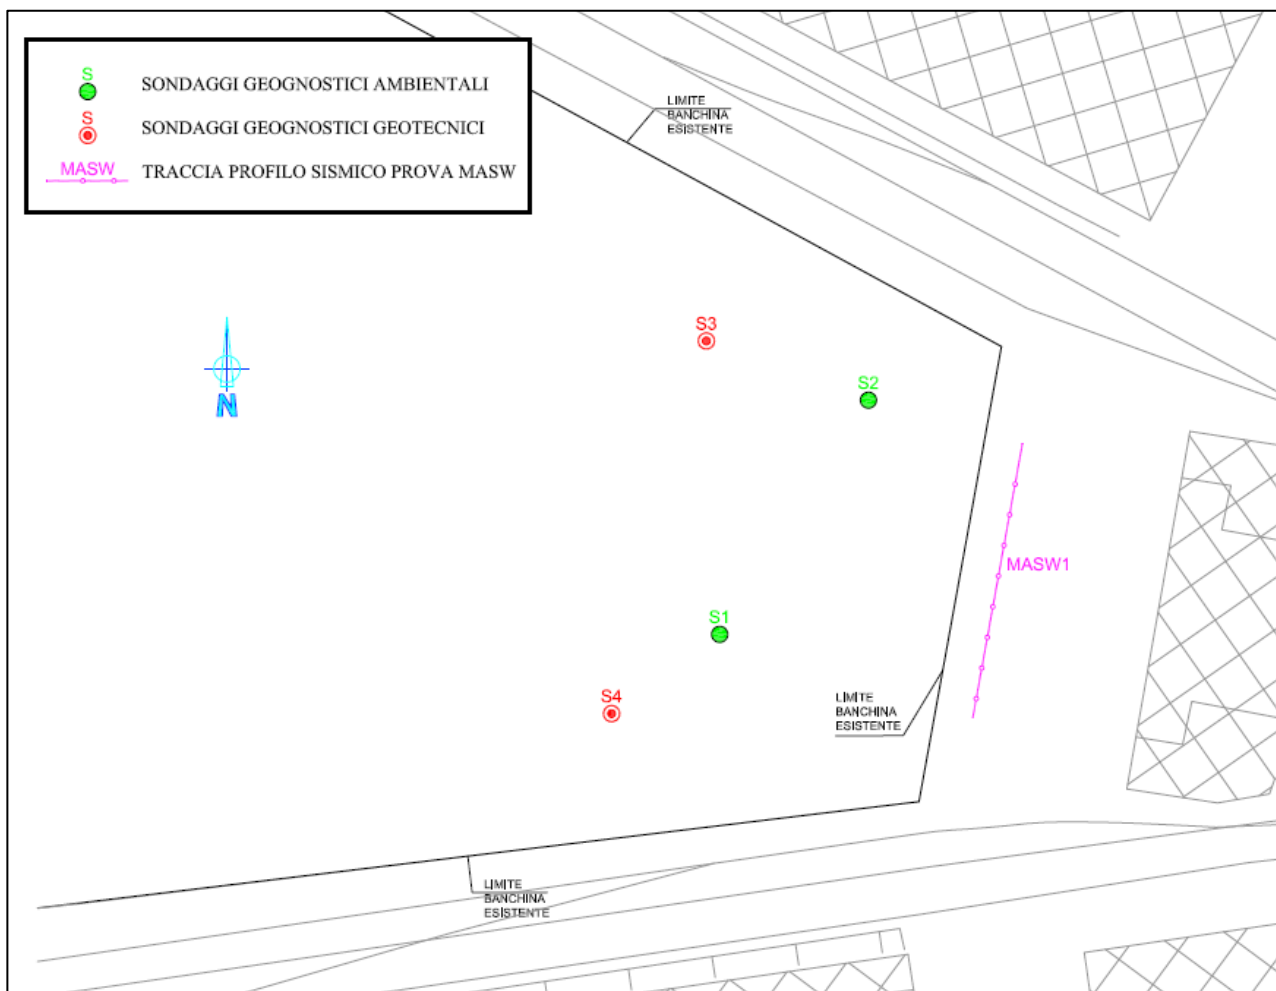 S
SONDAGGI GEOGNOSTICI AMBIENTALI
S
SONDAGGI GEOGNOSTICI GEOTECNICI
MASW
TRACCIA PROFILO SISMICO PROVA MASW
LIMITE
BANCHINA
ESISTENTE
S3
S2
N
MASW1
S1
S4
LIMITE
BANCHINA
ESISTENTE
LIMITE
BANCHINA
ESISTENTE